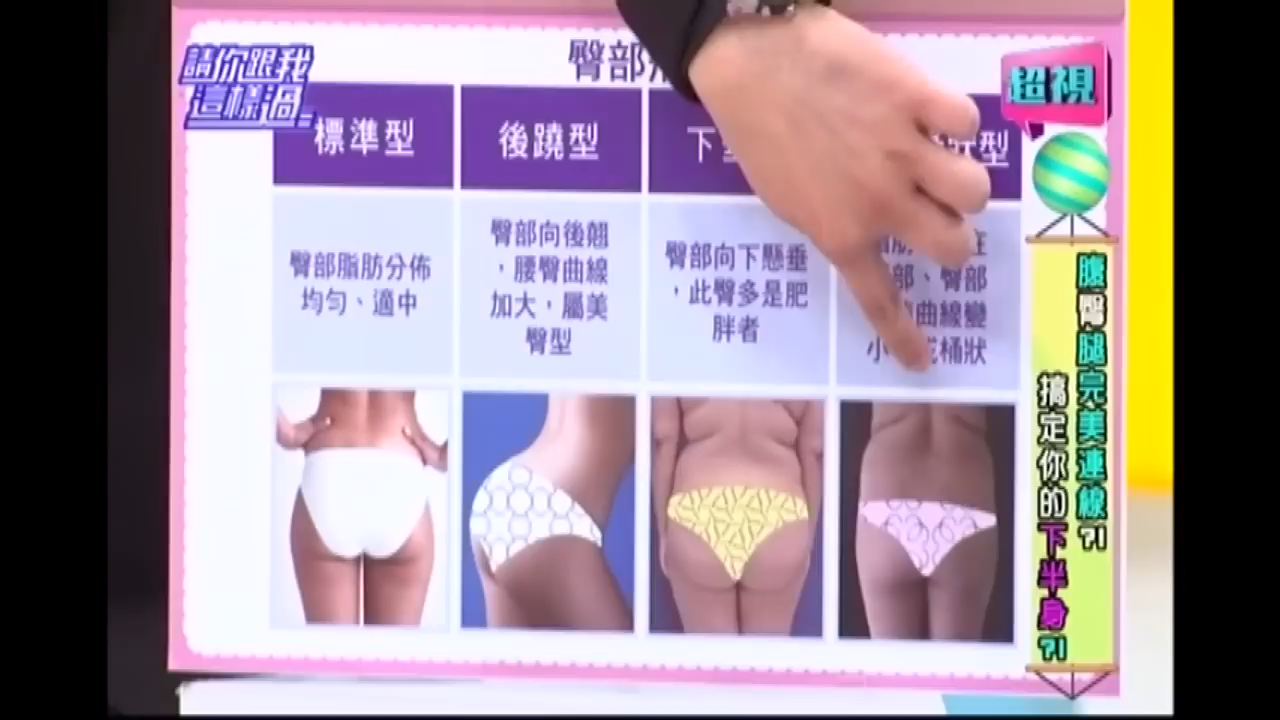 請你跟我
這樣過
超視
臀部
標準型
後蹺型
下
型
臀部脂肪分佈
均勻、適中
臀部向後翹
，腰臀曲線
加大，屬美
臀型
臀部向下懸垂
，此臀多是肥
胖者
部、臀部
曲線變
小
桶狀
腹臀腿完美連線?!
搞定你的下半身?!